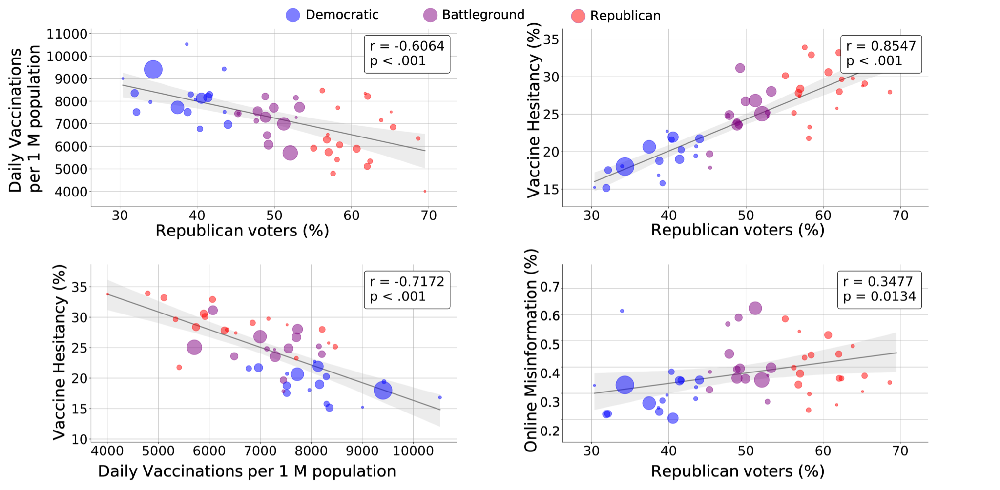 Democratic
Battleground
Republican
Daily Vaccinations
per 1 M population
11000
10000
9000
8000
7000
6000
5000
4000
r = -0.6064
p < .001
30
40
50
60
70
Republican voters (%)
Vaccine Hesitancy (%)
35
30
25
20
15
r = 0.8547
p < .001
30
40
50
60
70
Republican voters (%)
Vaccine Hesitancy (%)
35
30
25
20
15
10
r = -0.7172
p < .001
4000
5000
6000
7000
8000
9000
10000
Daily Vaccinations per 1 M population
Online Misinformation (%)
0.7
0.6
0.5
0.4
0.3
0.2
r = 0.3477
p = 0.0134
30
40
50
60
70
Republican voters (%)